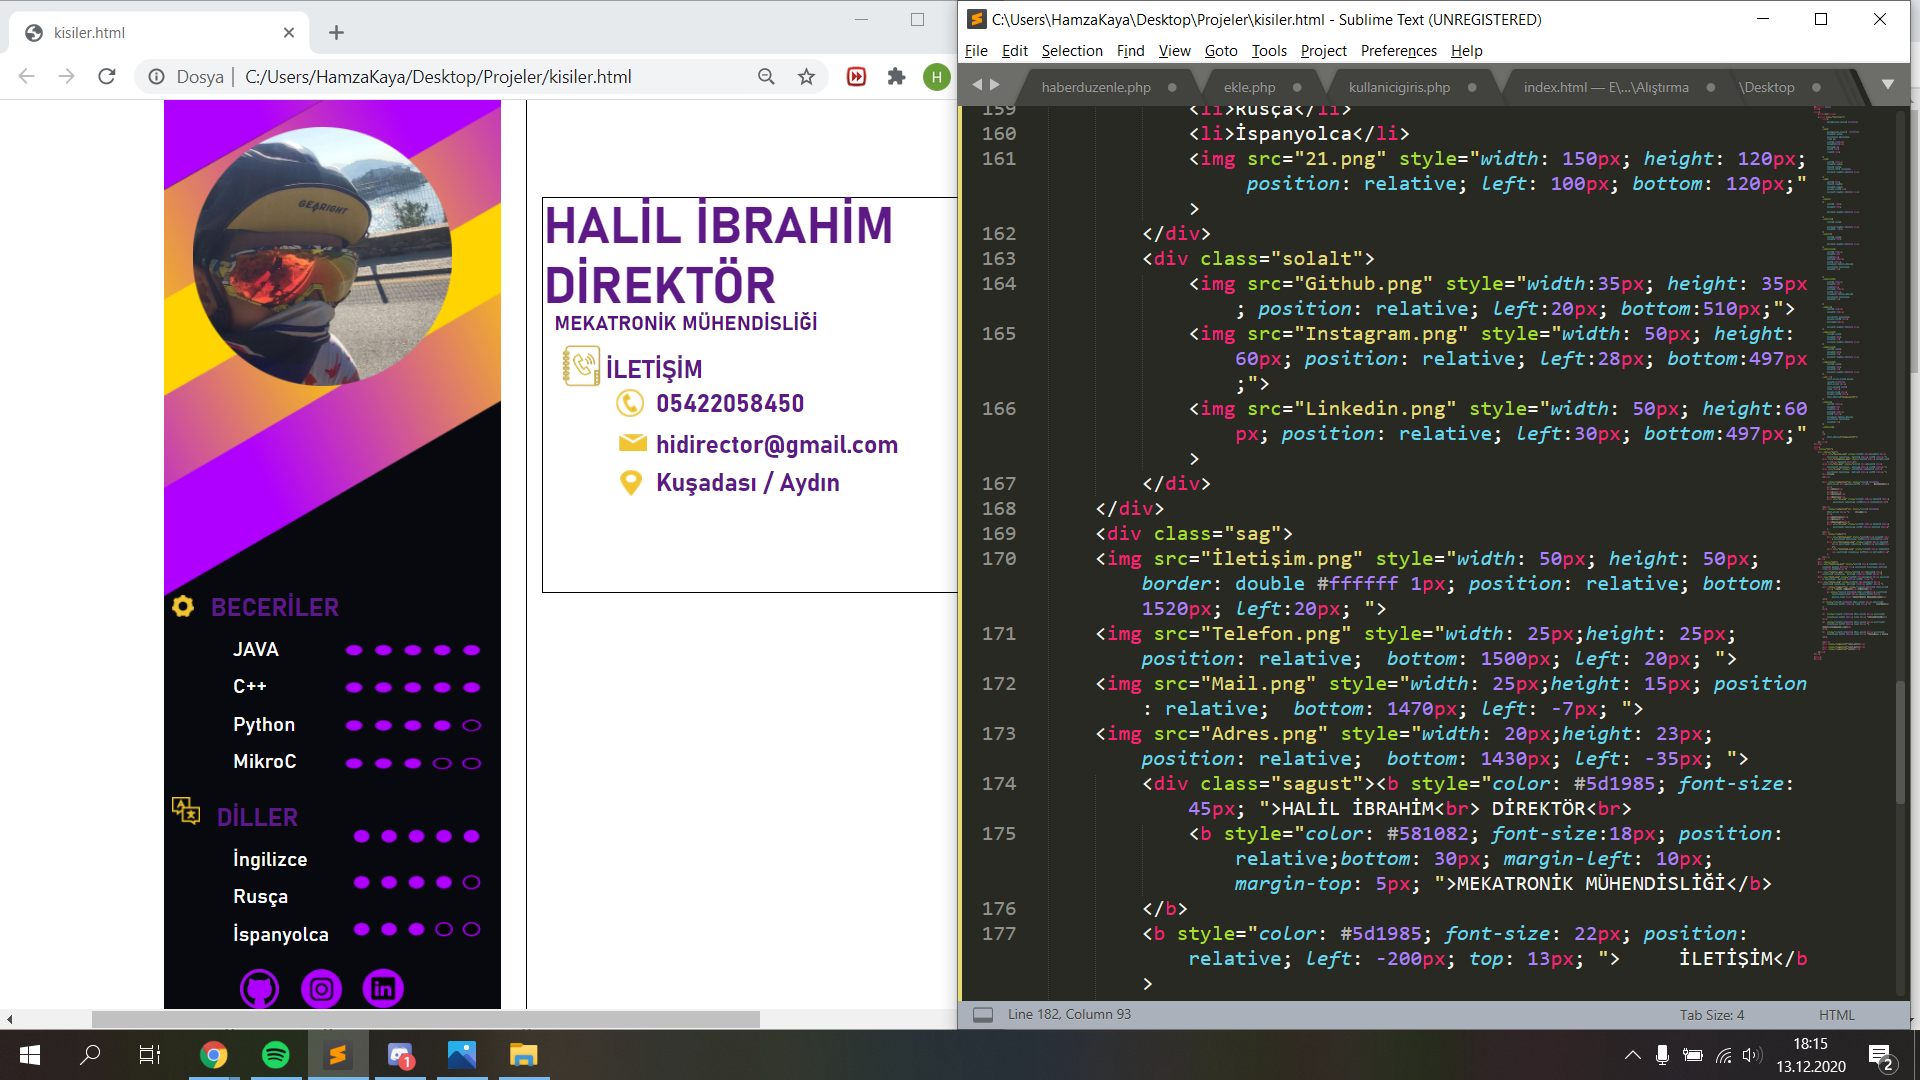 kisiler.html
Dosya
C:/Users/HamzaKaya/Desktop/Projeler/kisiler.html
H
GEARIGHT
HALİL İBRAHİM
DİREKTÖR
MEKATRONİK MÜHENDİSLİĞİ
İLETİŞİM
05422058450
hidirector@gmail.com
Kuşadası / Aydın
BECERİLER
JAVA
C++
Python
MikroC
DİLLER
İngilizce
Rusça
İspanyolca
C:\Users\HamzaKaya\Desktop\Projeler\kisiler.html - Sublime Text (UNREGISTERED)
File Edit Selection Find View Goto Tools Project Preferences Help
haberduzenle.php
ekle.php
kullanicigiris.php
index.html — E\...\Alıştırma
\Desktop
159 <li>Rusça</li>
160 <li>İspanyolca</li>
161 <img src="21.png" style="width: 150px; height: 120px;
position: relative; left: 100px; bottom: 120px;"
>
162 </div>
163 <div class="solalt">
164 <img src="Github.png" style="width:35px; height: 35px
; position: relative; left:20px; bottom:510px;">
165 <img src="Instagram.png" style="width: 50px; height:
60px; position: relative; left:28px; bottom:497px
;">
166 <img src="Linkedin.png" style="width: 50px; height:60
px; position: relative; left:30px; bottom:497px;"
>
167 </div>
168 </div>
169 <div class="sag">
170 <img src="İletişim.png" style="width: 50px; height: 50px;
border: double #ffffff 1px; position: relative; bottom:
1520px; left:20px; ">
171 <img src="Telefon.png" style="width: 25px;height: 25px;
position: relative;  bottom: 1500px; left: 20px; ">
172 <img src="Mail.png" style="width: 25px;height: 15px; position
: relative;  bottom: 1470px; left: -7px; ">
173 <img src="Adres.png" style="width: 20px;height: 23px;
position: relative;  bottom: 1430px; left: -35px; ">
174 <div class="sagust"><b style="color: #5d1985; font-size:
45px; ">HALİL İBRAHİM<br> DİREKTÖR<br>
175 <b style="color: #581082; font-size:18px; position:
relative;bottom: 30px; margin-left: 10px;
margin-top: 5px; ">MEKATRONİK MÜHENDİSLİĞİ</b>
176 </b>
177 <b style="color: #5d1985; font-size: 22px; position:
relative; left: -200px; top: 13px; ">     İLETİŞİM</b
>
Line 182, Column 93
Tab Size: 4
HTML
1
18:15
13.12.2020
2